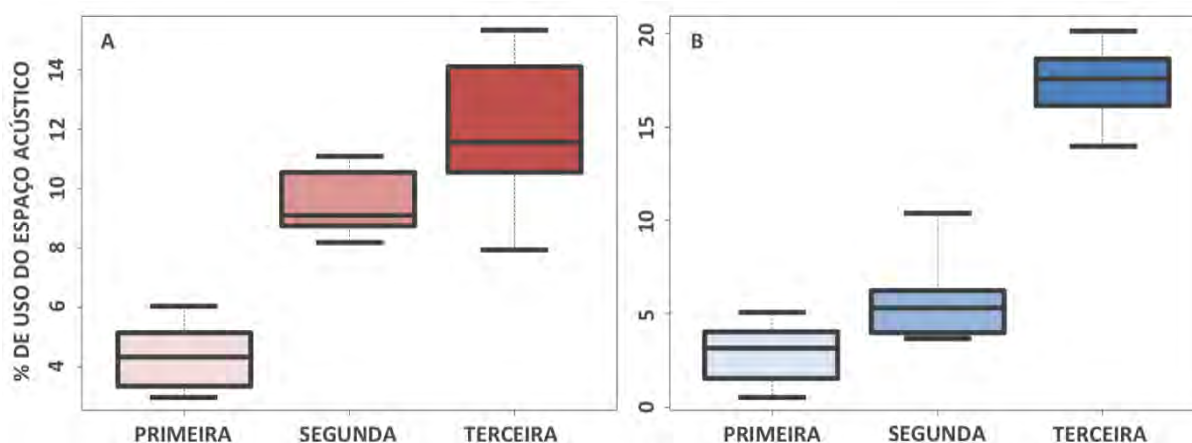 A
B
% DE USO DO ESPAÇO ACÚSTICO
14
12
10
8
6
4
20
15
10
5
0
PRIMEIRA SEGUNDA TERCEIRA
PRIMEIRA SEGUNDA TERCEIRA